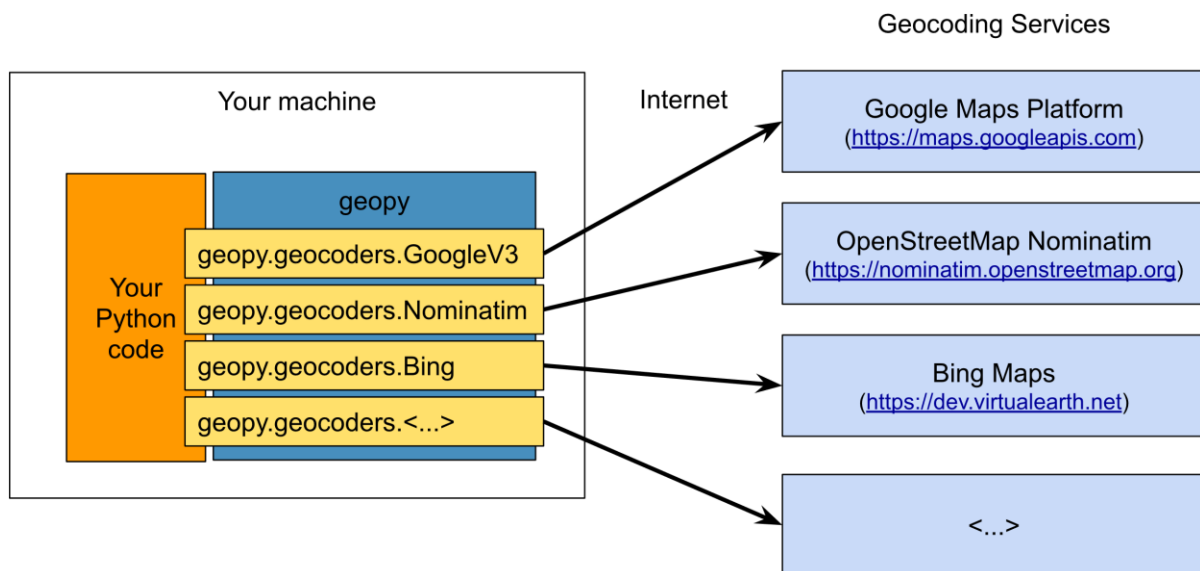 Geocoding Services
Your machine
Internet
Google Maps Platform
(https://maps.googleapis.com)
geopy
geopy.geocoders.GoogleV3
OpenStreetMap Nominatim
(https://nominatim.openstreetmap.org)
Your
Python
code
geopy.geocoders.Nominatim
geopy.geocoders.Bing
Bing Maps
(https://dev.virtualearth.net)
geopy.geocoders.<...>
<...>